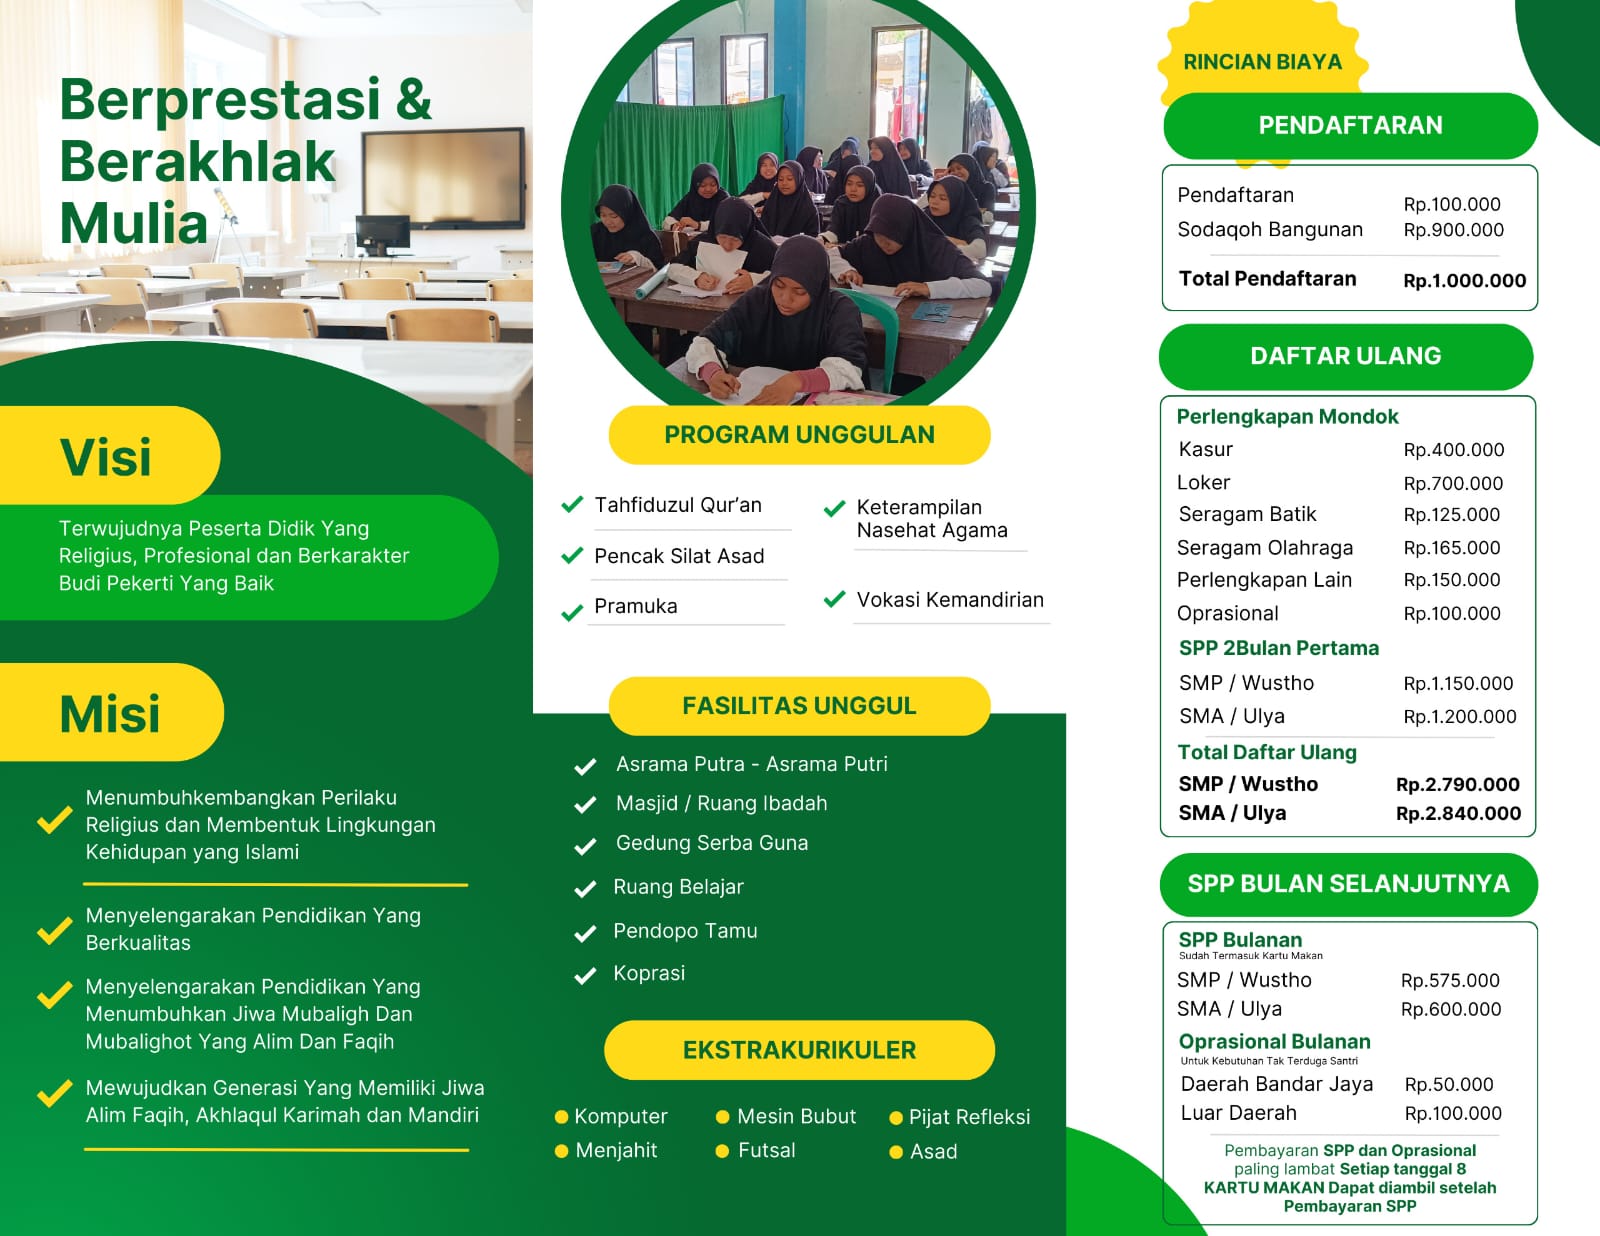 Berprestasi &
Berakhlak
Mulia
Visi
Terwujudnya Peserta Didik Yang
Religius, Profesional dan Berkarakter
Budi Pekerti Yang Baik
Misi
Menumbuhkembangkan Perilaku
Religius dan Membentuk Lingkungan
Kehidupan yang Islami
Menyelengarakan Pendidikan Yang
Berkualitas
Menyelengarakan Pendidikan Yang
Menumbuhkan Jiwa Mubaligh Dan
Mubalighot Yang Alim Dan Faqih
Mewujudkan Generasi Yang Memiliki Jiwa
Alim Faqih, Akhlaqul Karimah dan Mandiri
PROGRAM UNGGULAN
Tahfiduzul Qur’an
Pencak Silat Asad
Pramuka
Keterampilan
Nasehat Agama
Vokasi Kemandirian
FASILITAS UNGGUL
Asrama Putra - Asrama Putri
Masjid / Ruang Ibadah
Gedung Serba Guna
Ruang Belajar
Pendopo Tamu
Koprasi
EKSTRAKURIKULER
Komputer Mesin Bubut Pijat Refleksi
Menjahit Futsal Asad
RINCIAN BIAYA
PENDAFTARAN
Pendaftaran Rp.100.000
Sodaqoh Bangunan Rp.900.000
Total Pendaftaran Rp.1.000.000
DAFTAR ULANG
Perlengkapan Mondok
Kasur Rp.400.000
Loker Rp.700.000
Seragam Batik Rp.125.000
Seragam Olahraga Rp.165.000
Perlengkapan Lain Rp.150.000
Oprasional Rp.100.000
SPP 2Bulan Pertama
SMP / Wustho Rp.1.150.000
SMA / Ulya Rp.1.200.000
Total Daftar Ulang
SMP / Wustho Rp.2.790.000
SMA / Ulya Rp.2.840.000
SPP BULAN SELANJUTNYA
SPP Bulanan
Sudah Termasuk Kartu Makan
SMP / Wustho Rp.575.000
SMA / Ulya Rp.600.000
Oprasional Bulanan
Untuk Kebutuhan Tak Terduga Santri
Daerah Bandar Jaya Rp.50.000
Luar Daerah Rp.100.000
Pembayaran SPP dan Oprasional
paling lambat Setiap tanggal 8
KARTU MAKAN Dapat diambil setelah
Pembayaran SPP